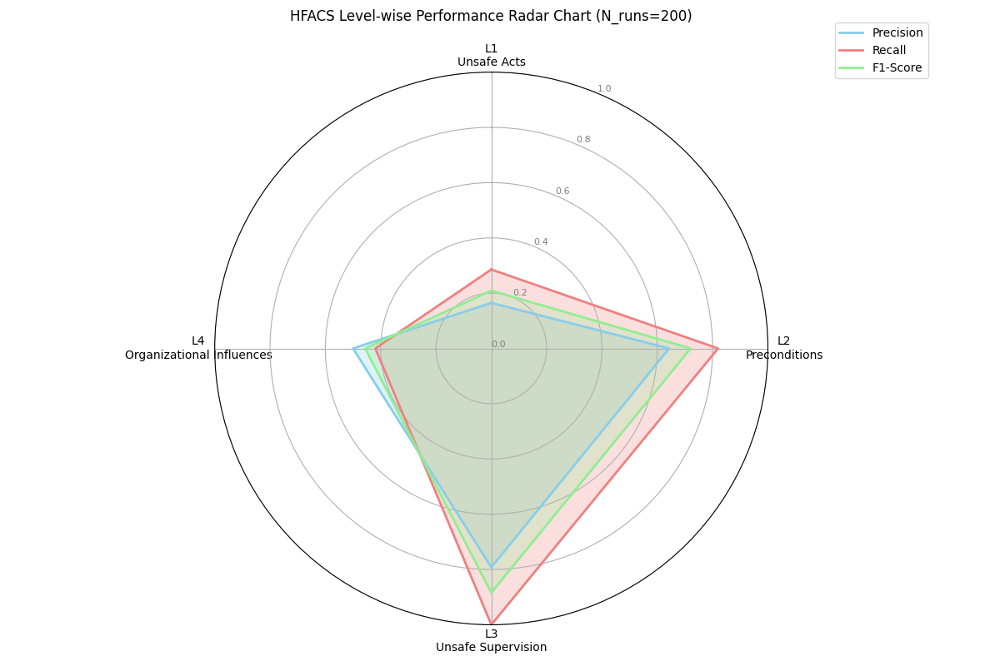 HFACS Level-wise Performance Radar Chart (N_runs=200)
Precision
Recall
F1-Score
L1
Unsafe Acts
1.0
0.8
0.6
0.4
0.2
0.0
L4
Organizational Influences
L2
Preconditions
L3
Unsafe Supervision